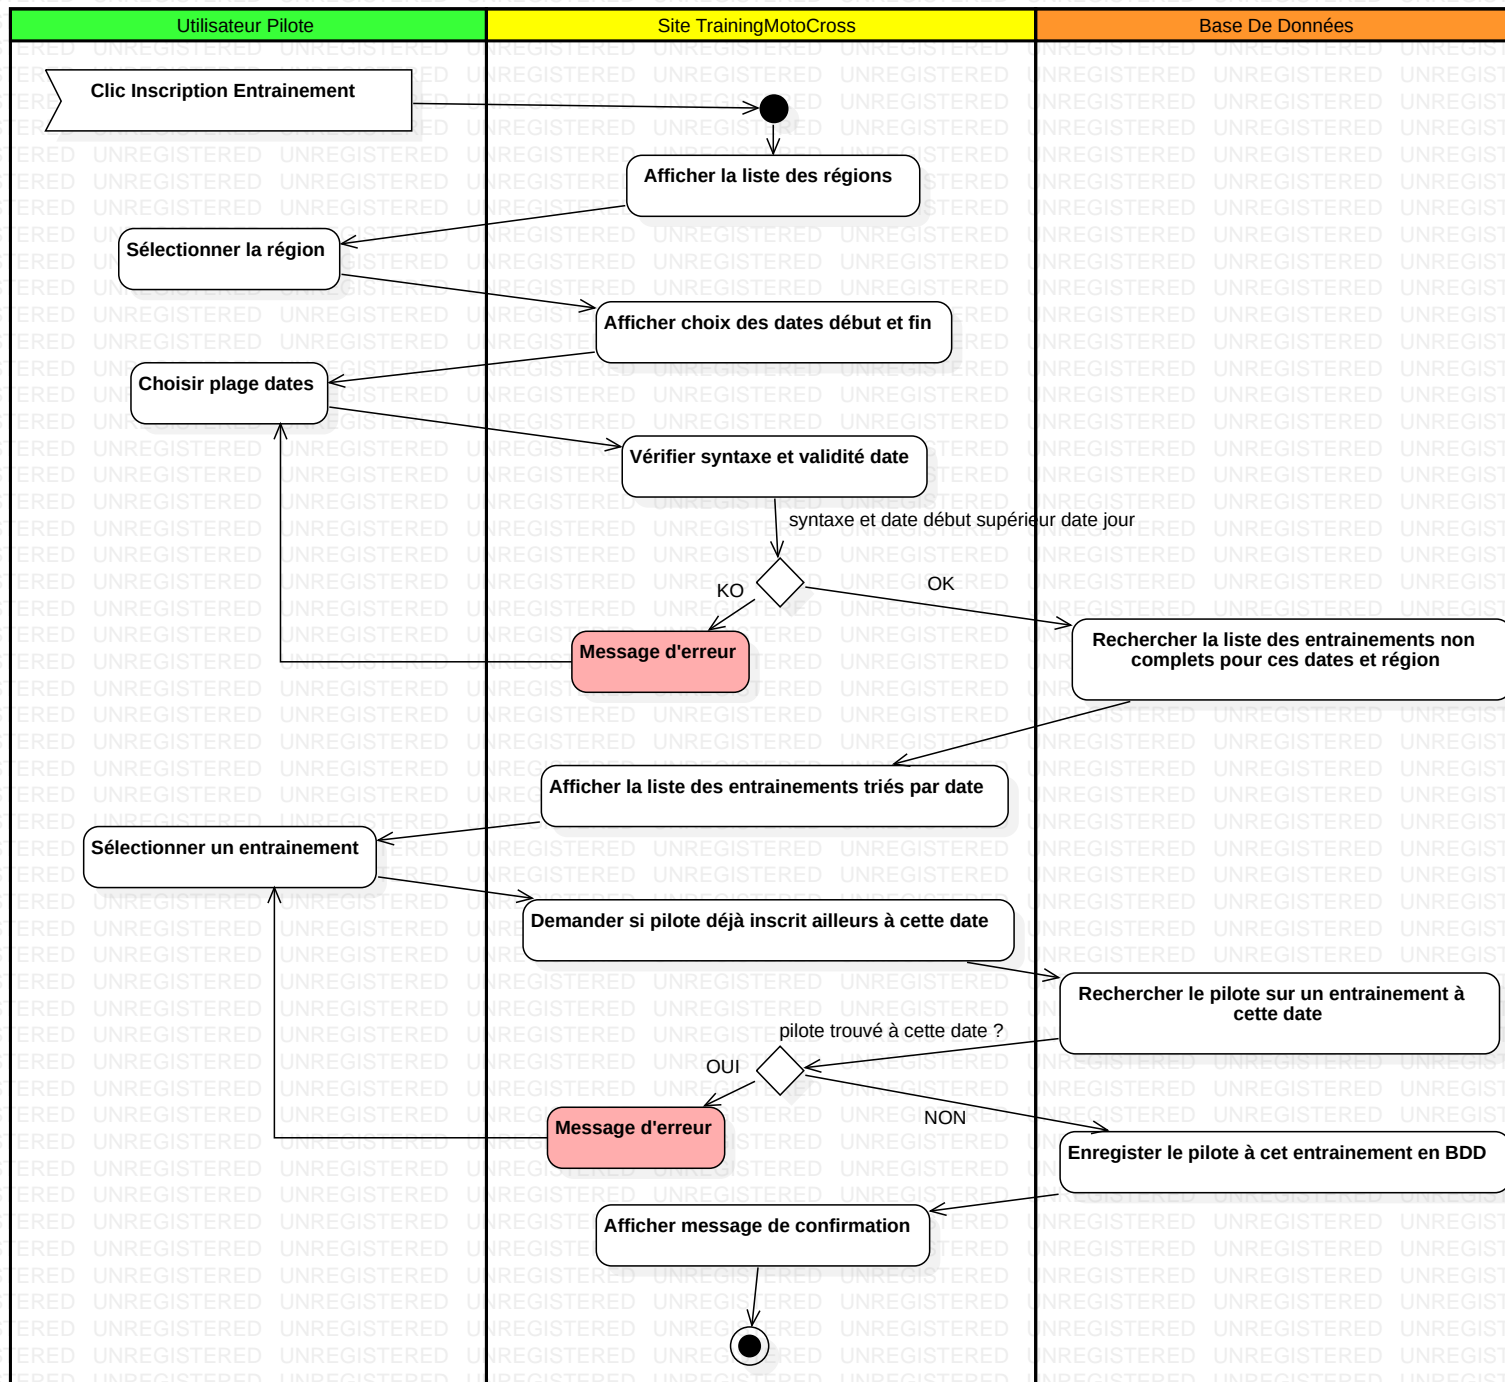 Utilisateur Pilote
Site TrainingMotoCross
Base De Données
Clic Inscription Entrainement
Afficher la liste des régions
Sélectionner la région
Afficher choix des dates début et fin
Choisir plage dates
Vérifier syntaxe et validité date
syntaxe et date début supérieur date jour
KO
OK
Message d'erreur
Rechercher la liste des entrainements non
complets pour ces dates et région
Afficher la liste des entrainements triés par date
Sélectionner un entrainement
Demander si pilote déjà inscrit ailleurs à cette date
Rechercher le pilote sur un entrainement à
cette date
pilote trouvé à cette date ?
OUI
NON
Message d'erreur
Enregister le pilote à cet entrainement en BDD
Afficher message de confirmation
UNREGISTERED